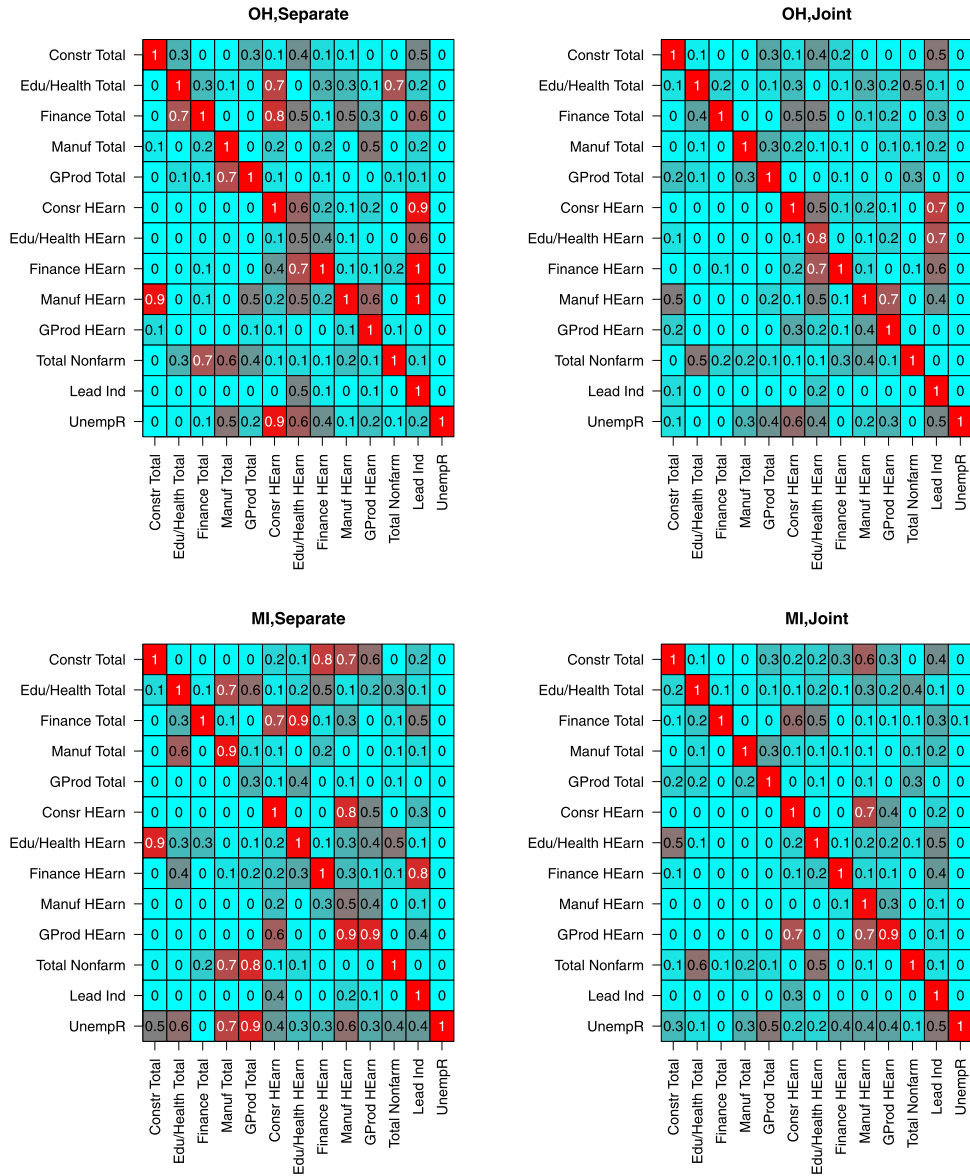 OH,Separate
Constr Total 1 0.3 0 0 0.3 0.1 0.4 0.1 0.1 0 0 0.5 0
Edu/Health Total 0 1 0.3 0.1 0 0.7 0 0.3 0.3 0.1 0.7 0.2 0
Finance Total 0 0.7 1 0 0 0.8 0.5 0.1 0.5 0.3 0 0.6 0
Manuf Total 0.1 0 0.2 1 0 0.2 0 0.2 0 0.5 0 0.2 0
GProd Total 0 0.1 0.1 0.7 1 0.1 0 0.1 0 0 0.1 0.1 0
Consr HEarn 0 0 0 0 0 1 0.6 0.2 0.1 0.2 0 0.9 0
Edu/Health HEarn 0 0 0 0 0 0.1 0.5 0.4 0.1 0 0 0.6 0
Finance HEarn 0 0 0.1 0 0 0.4 0.7 1 0.1 0.1 0.2 1 0
Manuf HEarn 0.9 0 0.1 0 0.5 0.2 0.5 0.2 1 0.6 0 1 0
GProd HEarn 0.1 0 0 0.1 0.1 0.1 0 0 0.1 1 0.1 0 0
Total Nonfarm 0 0.3 0.7 0.6 0.4 0.1 0.1 0.1 0.2 0.1 1 0.1 0
Lead Ind 0 0 0 0 0 0 0.5 0.1 0 0.1 0 1 0
UnempR 0 0 0.1 0.5 0.2 0.9 0.6 0.4 0.1 0.2 0.1 0.2 1
Constr Total
Edu/Health Total
Finance Total
Manuf Total
GProd Total
Consr HEarn
Edu/Health HEarn
Finance HEarn
Manuf HEarn
GProd HEarn
Total Nonfarm
Lead Ind
UnempR
OH,Joint
Constr Total 1 0.1 0 0 0.3 0.1 0.4 0.2 0 0 0 0.5 0
Edu/Health Total 0.1 1 0.2 0 0.1 0.3 0 0.1 0.3 0.2 0.5 0.1 0
Finance Total 0 0.4 1 0 0 0.5 0.5 0 0.1 0.2 0 0.3 0
Manuf Total 0 0.1 0 1 0.3 0.2 0.1 0.1 0 0.1 0.1 0.2 0
GProd Total 0.2 0.1 0 0.3 1 0 0 0 0.1 0 0.3 0 0
Consr HEarn 0 0 0 0 0 1 0.5 0.1 0.2 0.1 0 0.7 0
Edu/Health HEarn 0.1 0 0 0 0 0.1 0.8 0 0.1 0.2 0 0.7 0
Finance HEarn 0 0 0.1 0 0 0.2 0.7 1 0.1 0 0.1 0.6 0
Manuf HEarn 0.5 0 0 0 0.2 0.1 0.5 0.1 1 0.7 0 0.4 0
GProd HEarn 0.2 0 0 0 0 0.3 0.2 0.1 0.4 1 0 0 0
Total Nonfarm 0 0.5 0.2 0.2 0.1 0.1 0.1 0.3 0.4 0.1 1 0 0
Lead Ind 0.1 0 0 0 0 0 0.2 0 0 0 0 1 0
UnempR 0.1 0 0 0.3 0.4 0.6 0.4 0 0.2 0.3 0 0.5 1
Constr Total
Edu/Health Total
Finance Total
Manuf Total
GProd Total
Consr HEarn
Edu/Health HEarn
Finance HEarn
Manuf HEarn
GProd HEarn
Total Nonfarm
Lead Ind
UnempR
MI,Separate
Constr Total 1 0 0 0 0 0.2 0.1 0.8 0.7 0.6 0 0.2 0
Edu/Health Total 0.1 1 0.1 0.7 0.6 0.1 0.2 0.5 0.1 0.2 0.3 0.1 0
Finance Total 0 0.3 1 0.1 0 0.7 0.9 0.1 0.3 0 0.1 0.5 0
Manuf Total 0 0.6 0 0.9 0.1 0.1 0 0.2 0 0 0.1 0.1 0
GProd Total 0 0 0 0 0.3 0.1 0.4 0 0 0.1 0 0 0
Consr HEarn 0 0 0 0 0 1 0 0 0.8 0.5 0 0.3 0
Edu/Health HEarn 0.9 0.3 0.3 0 0.1 0.2 1 0.1 0.3 0.4 0.5 0.1 0
Finance HEarn 0 0.4 0 0.1 0.2 0.2 0.3 1 0.3 0.1 0.1 0.8 0
Manuf HEarn 0 0 0 0 0 0.2 0 0.3 0.5 0.4 0 0.1 0
GProd HEarn 0 0 0 0 0 0.6 0 0 0.9 0.9 0 0.4 0
Total Nonfarm 0 0 0.2 0.7 0.8 0.1 0.1 0 0 0 1 0 0
Lead Ind 0 0 0 0 0 0.4 0 0 0.2 0.1 0 1 0
UnempR 0.5 0.6 0 0.7 0.9 0.4 0.3 0.3 0.6 0.3 0.4 0.4 1
Constr Total
Edu/Health Total
Finance Total
Manuf Total
GProd Total
Consr HEarn
Edu/Health HEarn
Finance HEarn
Manuf HEarn
GProd HEarn
Total Nonfarm
Lead Ind
UnempR
MI,Joint
Constr Total 1 0.1 0 0 0.3 0.2 0.2 0.3 0.6 0.3 0 0.4 0
Edu/Health Total 0.2 1 0 0.1 0.1 0.1 0.2 0.1 0.3 0.2 0.4 0.1 0
Finance Total 0.1 0.2 1 0 0 0.6 0.5 0 0.1 0.1 0.1 0.3 0.1
Manuf Total 0 0.1 0 1 0.3 0.1 0.1 0.1 0.1 0 0.1 0.2 0
GProd Total 0.2 0.2 0 0.2 1 0 0.1 0 0.1 0 0.3 0 0
Consr HEarn 0 0 0 0 0 1 0 0 0.7 0.4 0 0.2 0
Edu/Health HEarn 0.5 0.1 0 0 0 0.2 1 0.1 0.2 0.1 0.2 0.5 0
Finance HEarn 0 0 0 0 0 0.1 0.2 1 0.1 0 0 0.4 0
Manuf HEarn 0 0 0 0 0 0 0 0.1 1 0.3 0 0.1 0
GProd HEarn 0 0 0 0 0 0.7 0 0 0.7 0.9 0 0.1 0
Total Nonfarm 0.1 0.6 0.1 0.2 0.1 0 0.5 0 0 0 1 0.1 0
Lead Ind 0 0 0 0 0 0.3 0 0 0 0 0 1 0
UnempR 0.3 0.1 0 0.3 0.5 0.2 0.2 0.4 0.4 0.4 0.1 0.5 1
Constr Total
Edu/Health Total
Finance Total
Manuf Total
GProd Total
Consr HEarn
Edu/Health HEarn
Finance HEarn
Manuf HEarn
GProd HEarn
Total Nonfarm
Lead Ind
UnempR